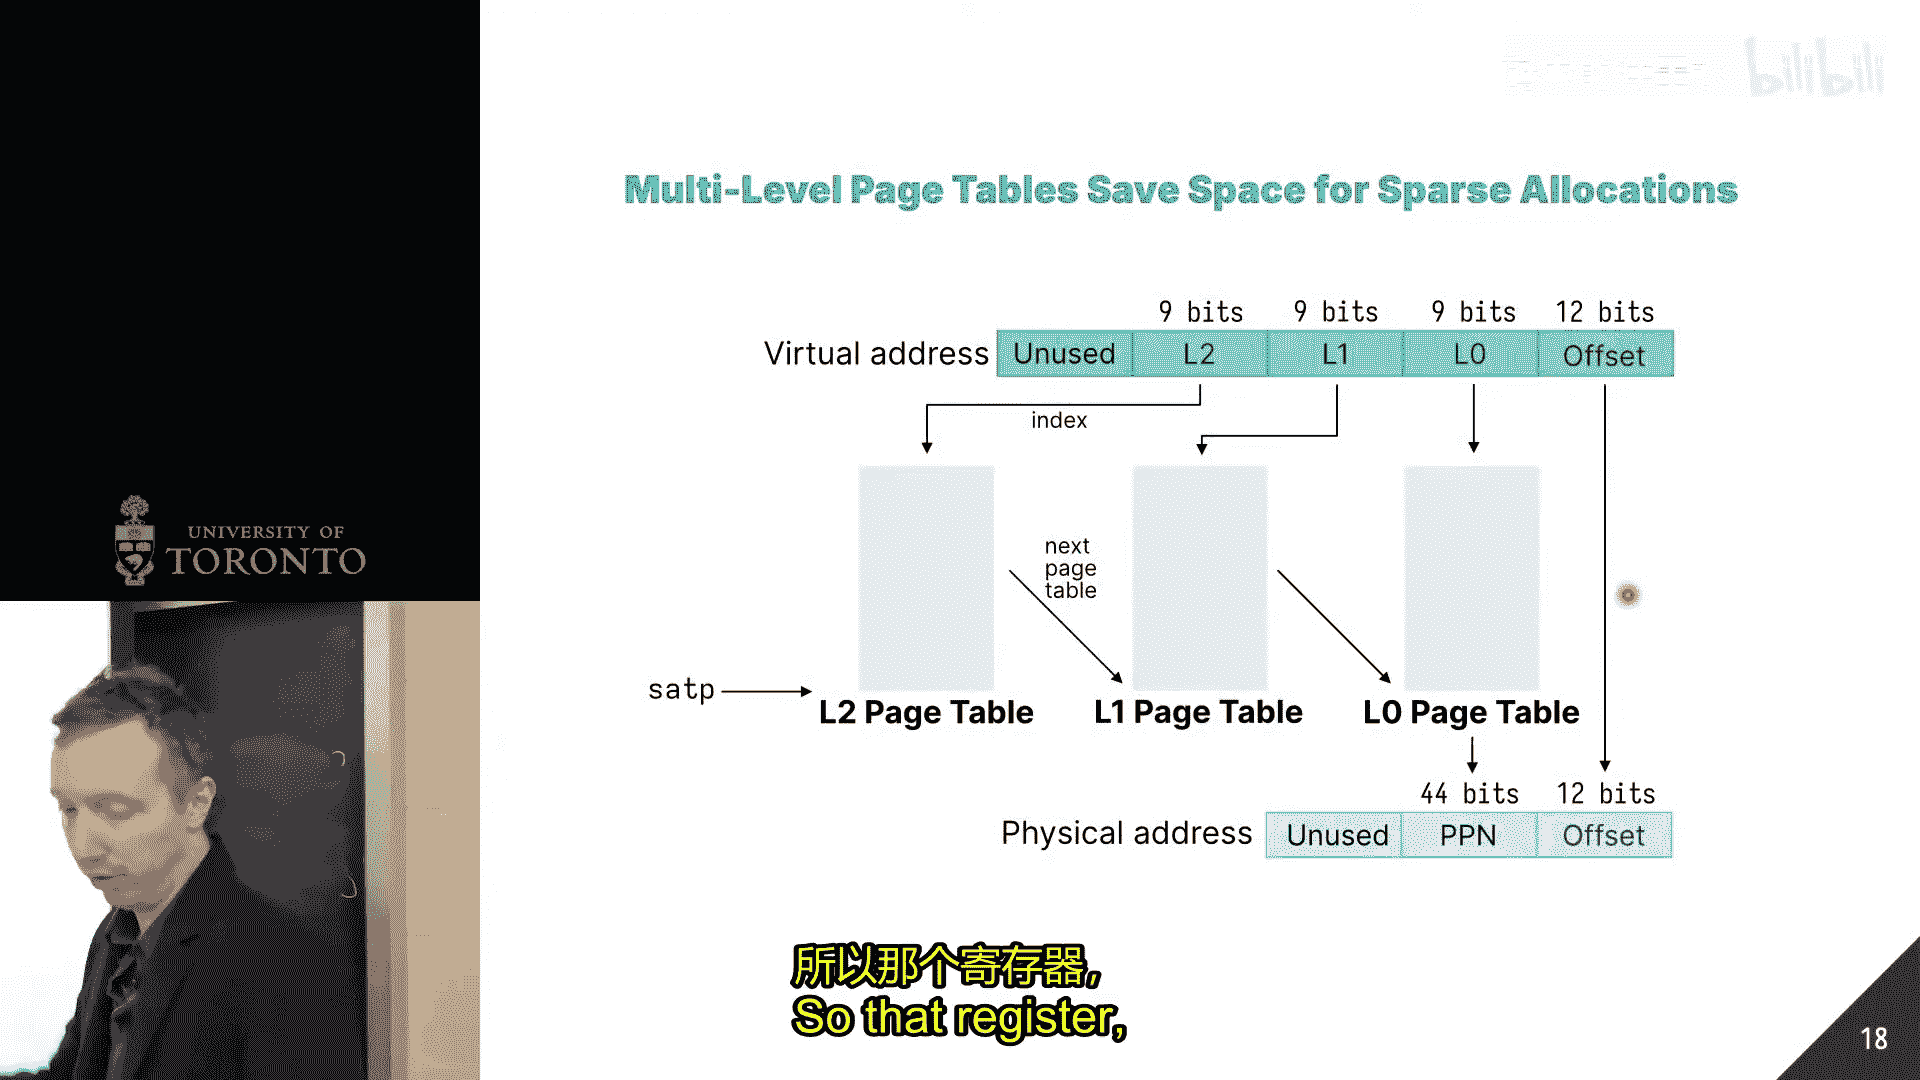 bilibili
Multi-Level Page Tables Save Space for Sparse Allocations
9 bits 9 bits 9 bits 12 bits
Virtual address Unused L2 L1 L0 Offset
index
next
page
table
satp
L2 Page Table L1 Page Table L0 Page Table
44 bits 12 bits
Physical address Unused PPN Offset
UNIVERSITY OF
TORONTO
所以那个寄存器,
So that register,
18